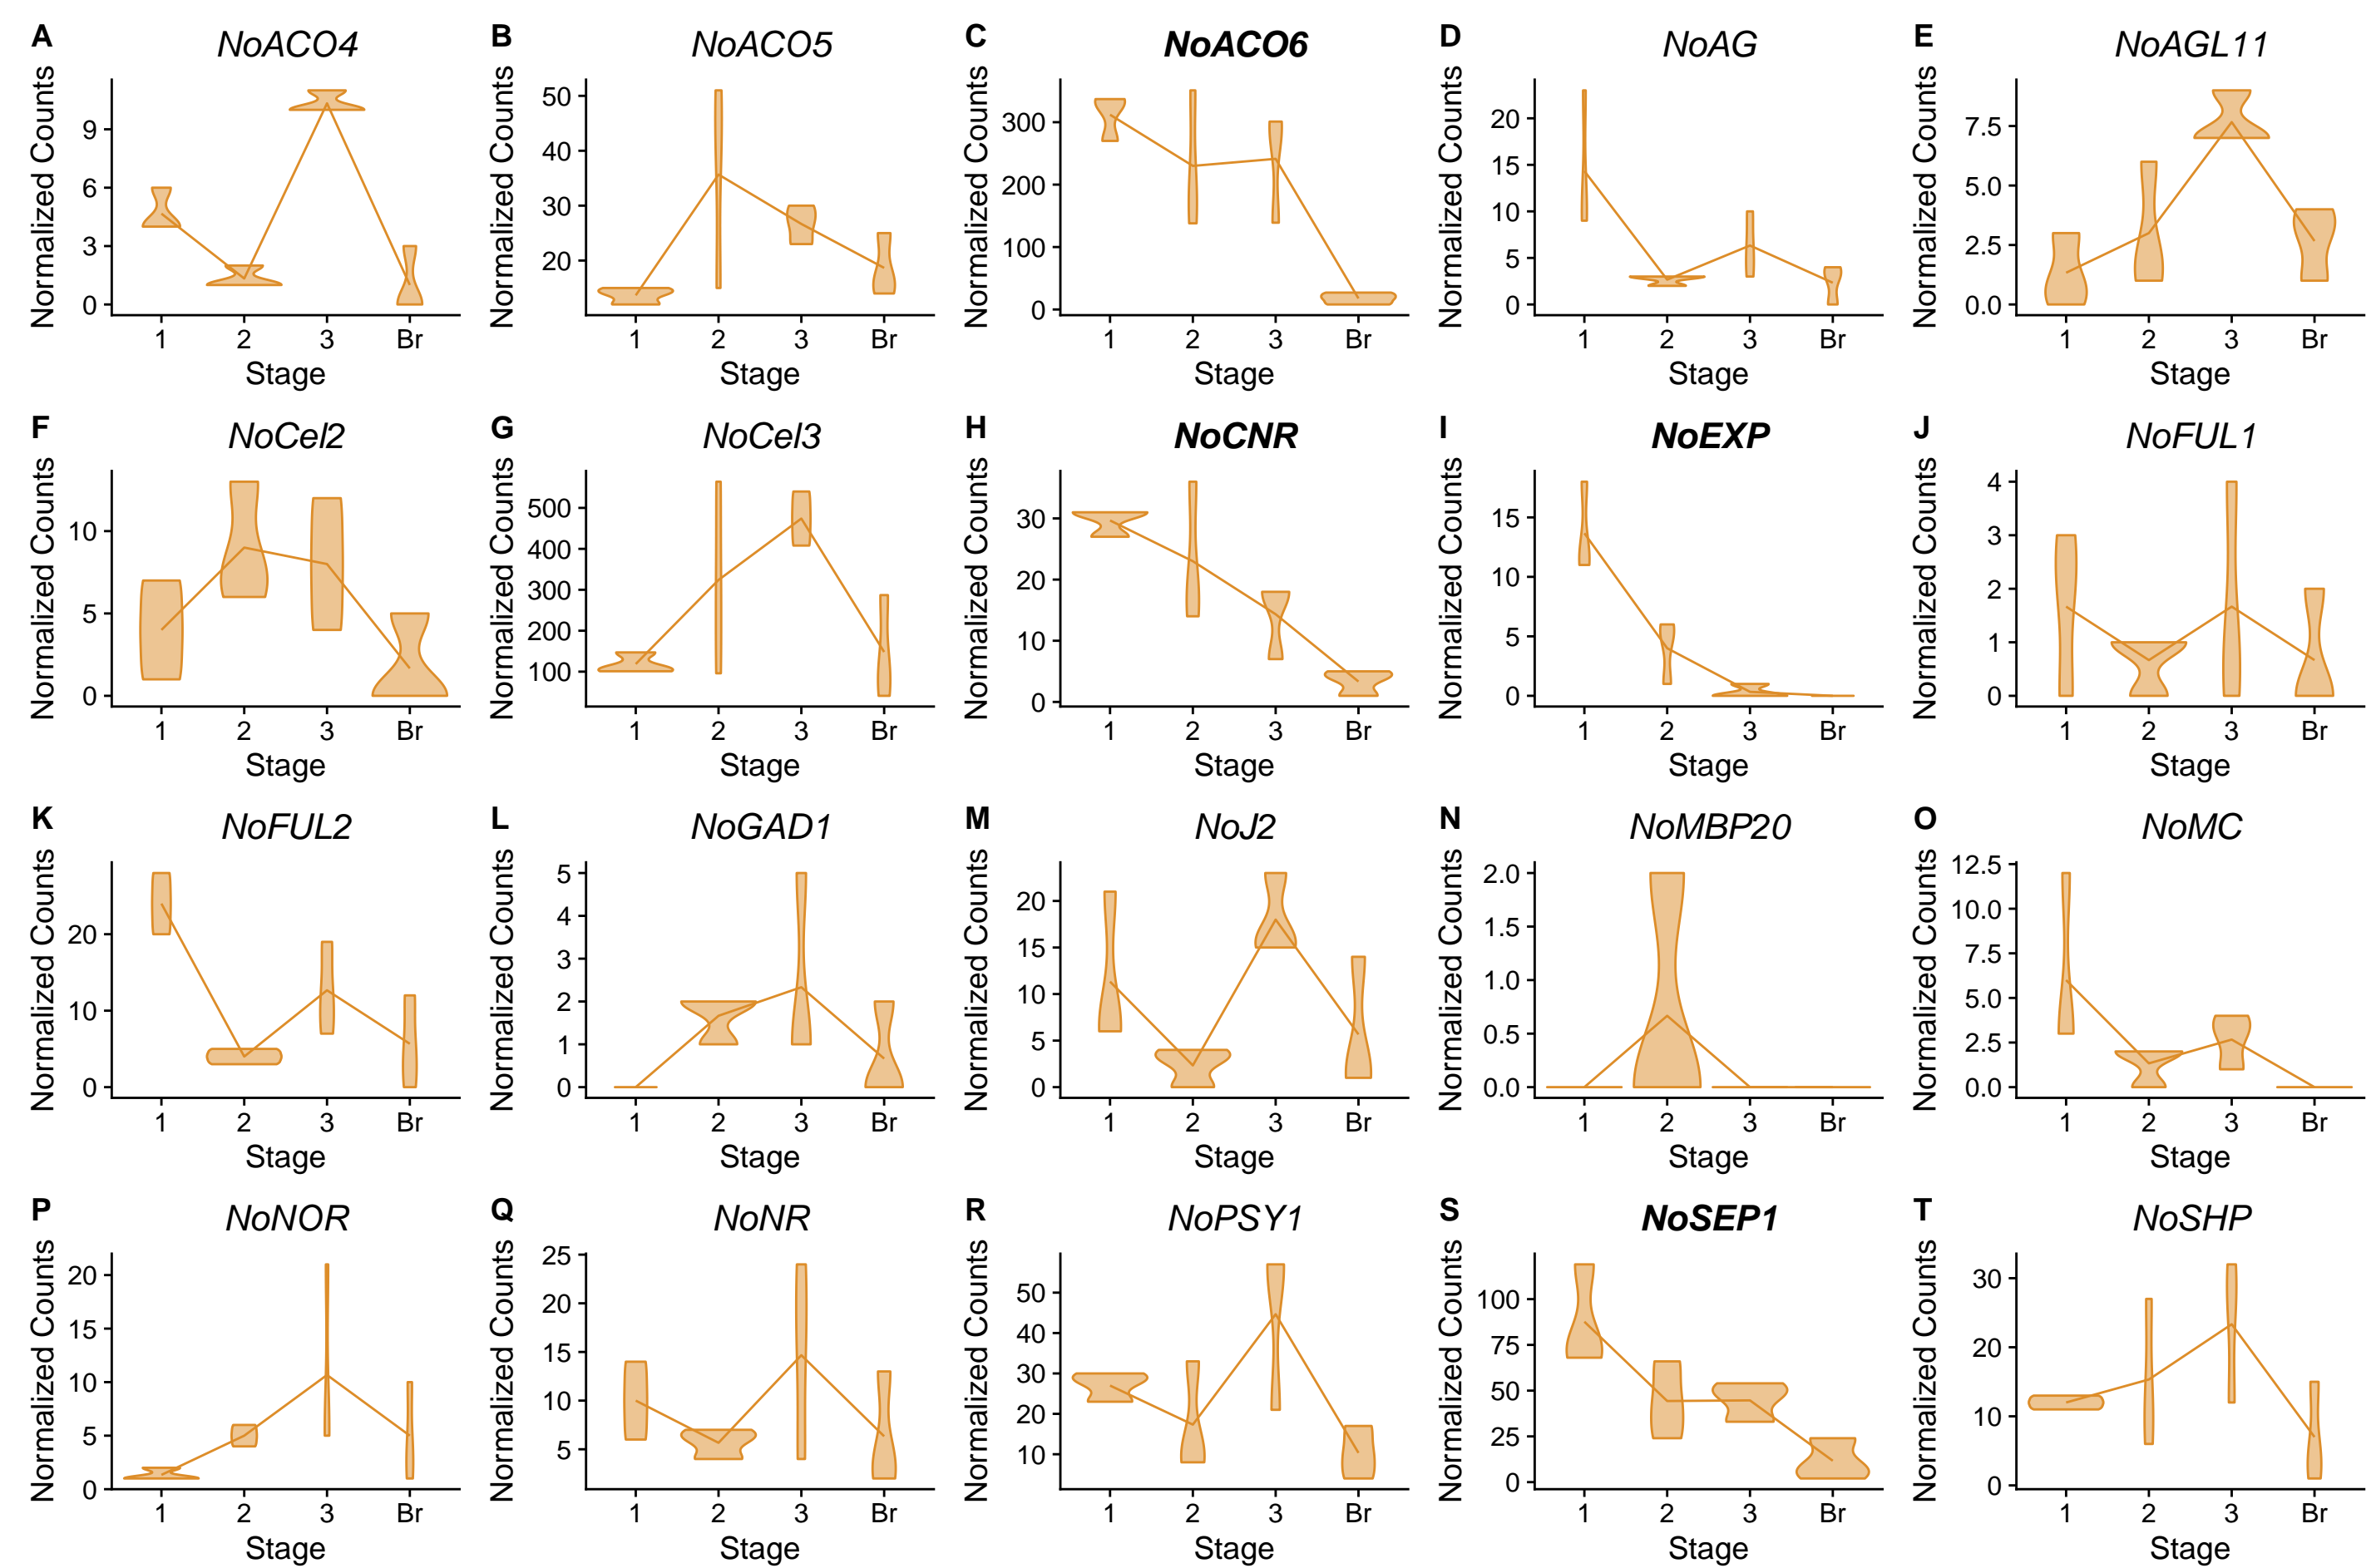 A NoACO4 B NoACO5 C NoACO6 D NoAG E NoAGL11
Normalized Counts Normalized Counts Normalized Counts Normalized Counts Normalized Counts
9 6 3 0
50 40 30 20
300 200 100 0
20 15 10 5 0
7.5 5.0 2.5 0.0
1 2 3 Br 1 2 3 Br 1 2 3 Br 1 2 3 Br 1 2 3 Br
Stage Stage Stage Stage Stage
F NoCel2 G NoCel3 H NoCNR I NoEXP J NoFUL1
Normalized Counts Normalized Counts Normalized Counts Normalized Counts Normalized Counts
10 5 0
500 400 300 200 100
30 20 10 0
15 10 5 0
4 3 2 1 0
1 2 3 Br 1 2 3 Br 1 2 3 Br 1 2 3 Br 1 2 3 Br
Stage Stage Stage Stage Stage
K NoFUL2 L NoGAD1 M NoJ2 N NoMBP20 O NoMC
Normalized Counts Normalized Counts Normalized Counts Normalized Counts Normalized Counts
20 10 0
5 4 3 2 1 0
20 15 10 5 0
2.0 1.5 1.0 0.5 0.0
12.5 10.0 7.5 5.0 2.5 0.0
1 2 3 Br 1 2 3 Br 1 2 3 Br 1 2 3 Br 1 2 3 Br
Stage Stage Stage Stage Stage
P NoNOR Q NoNR R NoPSY1 S NoSEP1 T NoSHP
Normalized Counts Normalized Counts Normalized Counts Normalized Counts Normalized Counts
20 15 10 5 0
25 20 15 10 5
50 40 30 20 10
100 75 50 25 0
30 20 10 0
1 2 3 Br 1 2 3 Br 1 2 3 Br 1 2 3 Br 1 2 3 Br
Stage Stage Stage Stage Stage